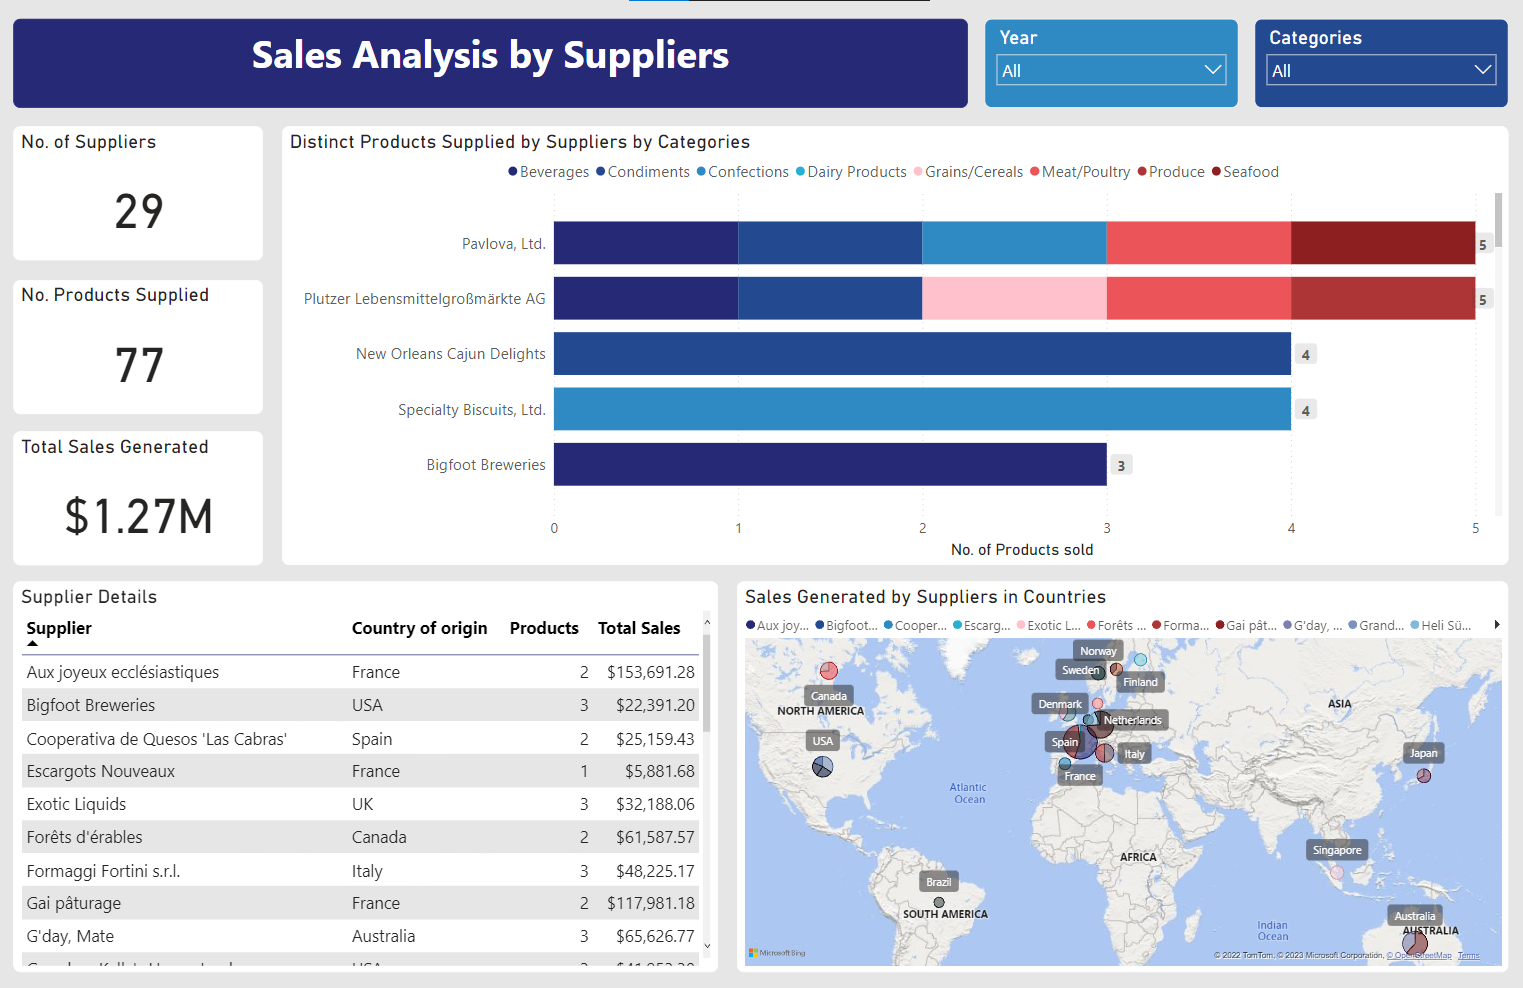 Sales Analysis by Suppliers
Year
All
Categories
All
No. of Suppliers
29
No. Products Supplied
77
Total Sales Generated
$1.27M
Distinct Products Supplied by Suppliers by Categories
Beverages Condiments Confections Dairy Products Grains/Cereals Meat/Poultry Produce Seafood
Pavlova, Ltd. 5
Plutzer Lebensmittelgroßmärkte AG 5
New Orleans Cajun Delights 4
Specialty Biscuits, Ltd. 4
Bigfoot Breweries 3
0 1 2 3 4 5
No. of Products sold
Supplier Details
Supplier Country of origin Products Total Sales
Aux joyeux ecclésiastiques France 2 $153,691.28
Bigfoot Breweries USA 3 $22,391.20
Cooperativa de Quesos 'Las Cabras' Spain 2 $25,159.43
Escargots Nouveaux France 1 $5,881.68
Exotic Liquids UK 3 $32,188.06
Forêts d'érables Canada 2 $61,587.57
Formaggi Fortini s.r.l. Italy 3 $48,225.17
Gai pâturage France 2 $117,981.18
G'day, Mate Australia 3 $65,626.77
Sales Generated by Suppliers in Countries
Aux joy... Bigfoot... Cooper... Escarg... Exotic L... Forêts ... Forma... Gai pât... G'day, ... Grand... Heli Sü...
Norway
Sweden
Finland
Canada
NORTH AMERICA
Denmark
ASIA
Netherlands
USA
Spain
Italy
Japan
France
Atlantic
Ocean
Singapore
AFRICA
Brazil
SOUTH AMERICA
Australia
Indian
Ocean
AUSTRALIA
Microsoft Bing
© 2022 TomTom, © 2023 Microsoft Corporation, © OpenStreetMap Terms